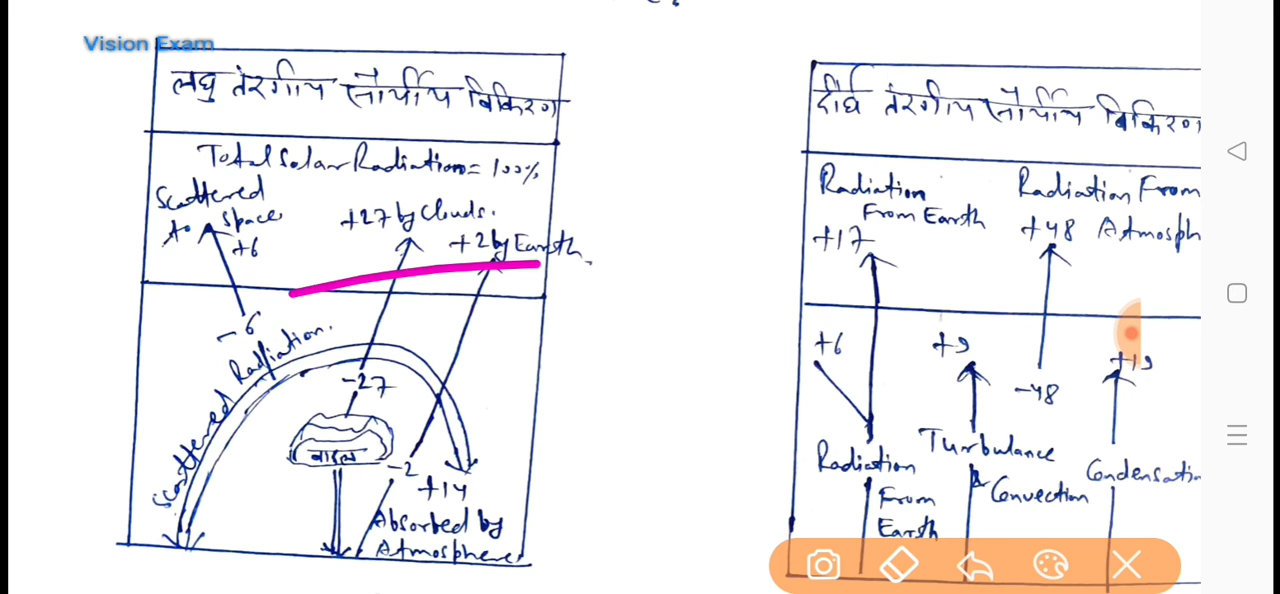 Vision Exam
लघु तंरगीय सौर्यीय विकिरण
Total Solar Radiation = 100%
Scattered
to space
+6
+27 by Clouds.
+2 by Earth.
-6
Scattered Radiation.
-27
बादल
-2
+14
Absorbed by
Atmosphere
दीर्घ तंरगीय सौर्यीय विकिरण
Radiation
From Earth
+17
Radiation From
+48 Atmosph
+6
+9
-48
+19
Radiation
From
Earth
Turbulance
& Convection
Condensatio